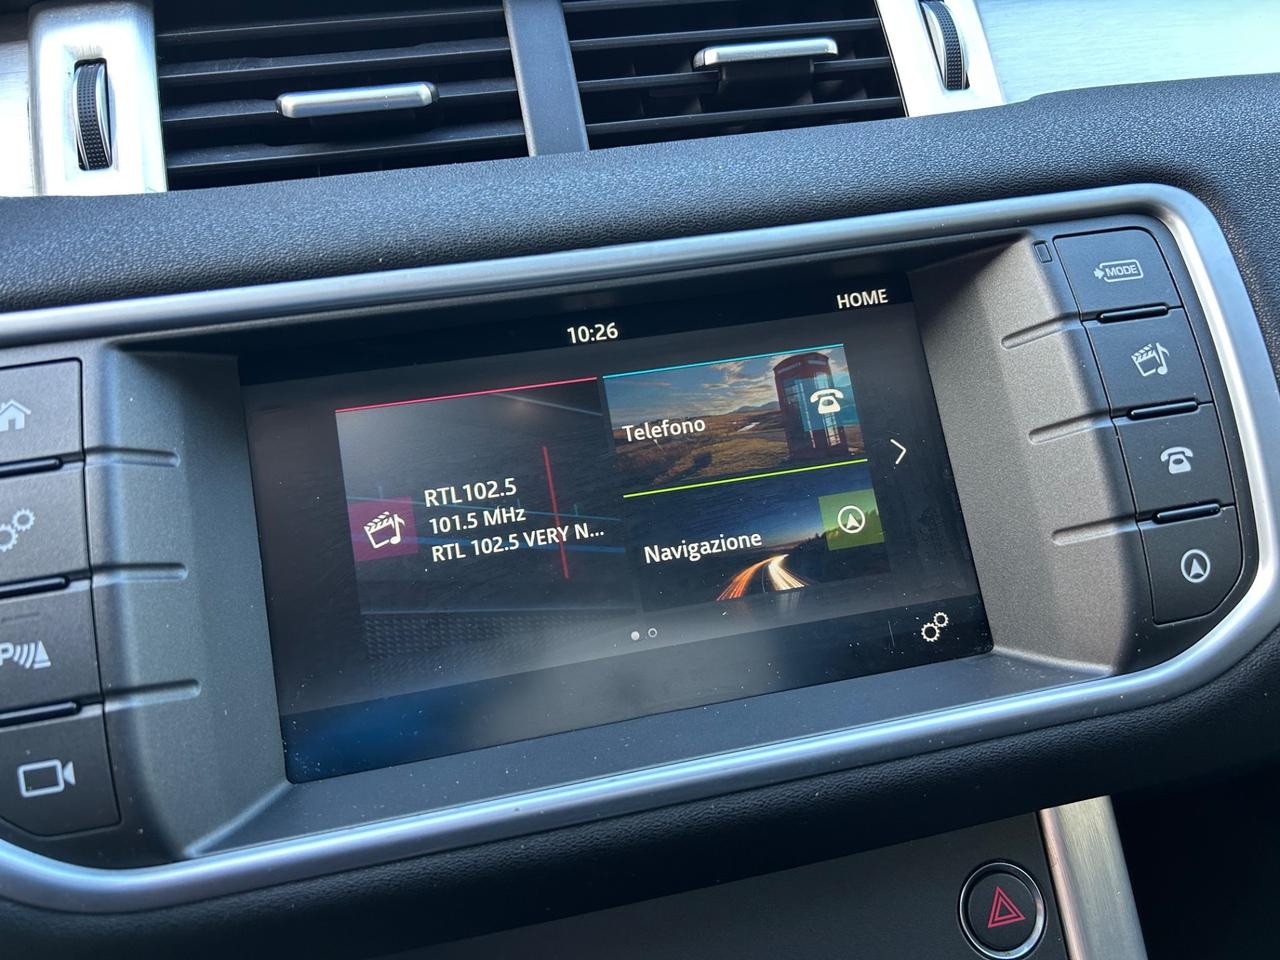 MODE
HOME
10:26
Telefono
RTL102.5
101.5 MHz
RTL 102.5 VERY N...
Navigazione
P